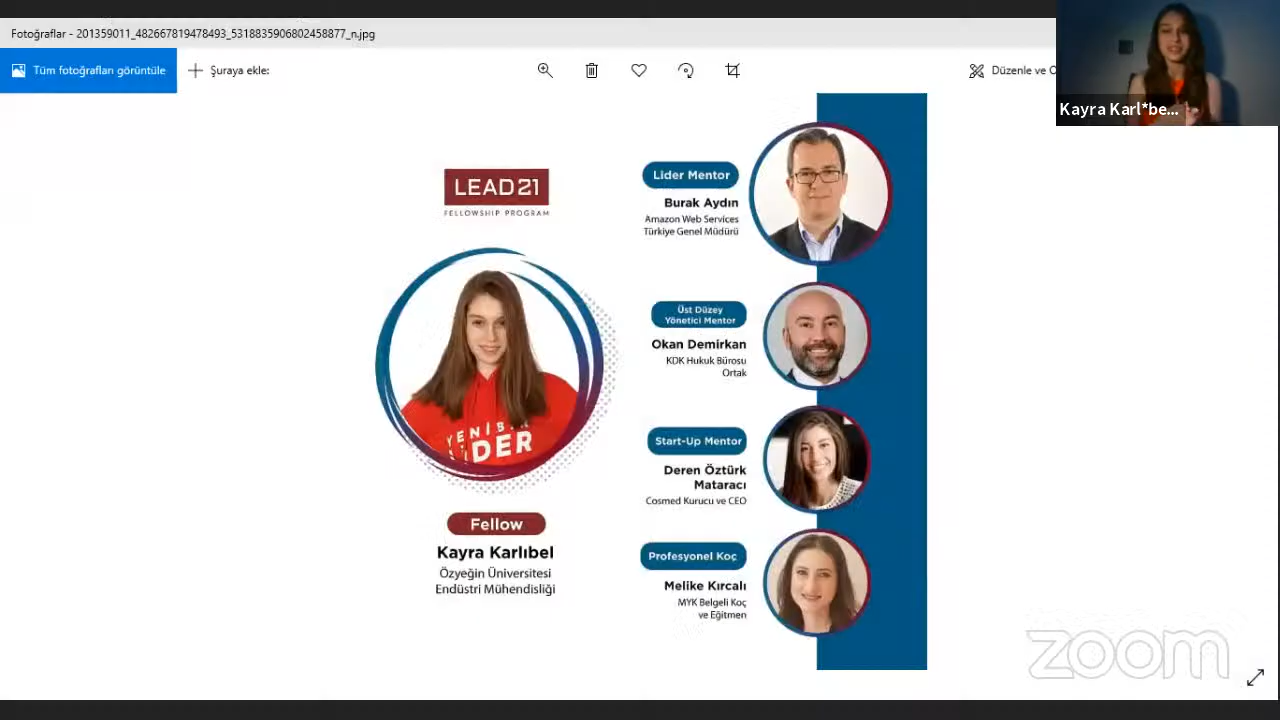 Fotoğraflar - 201359011_482667819478493_5318835906802458877_n.jpg
Tüm fotoğrafları görüntüle
Şuraya ekle:
Düzenle ve O
Kayra Karl*be...
LEAD21
FELLOWSHIP PROGRAM
YENİ Bİ
LİDER
Fellow
Kayra Karlıbel
Özyeğin Üniversitesi
Endüstri Mühendisliği
Lider Mentor
Burak Aydın
Amazon Web Services
Türkiye Genel Müdürü
Üst Düzey
Yönetici Mentor
Okan Demirkan
KDK Hukuk Bürosu
Ortak
Start-Up Mentor
Deren Öztürk
Mataracı
Cosmed Kurucu ve CEO
Profesyonel Koç
Melike Kırcalı
MYK Belgeli Koç
ve Eğitmen
zoom